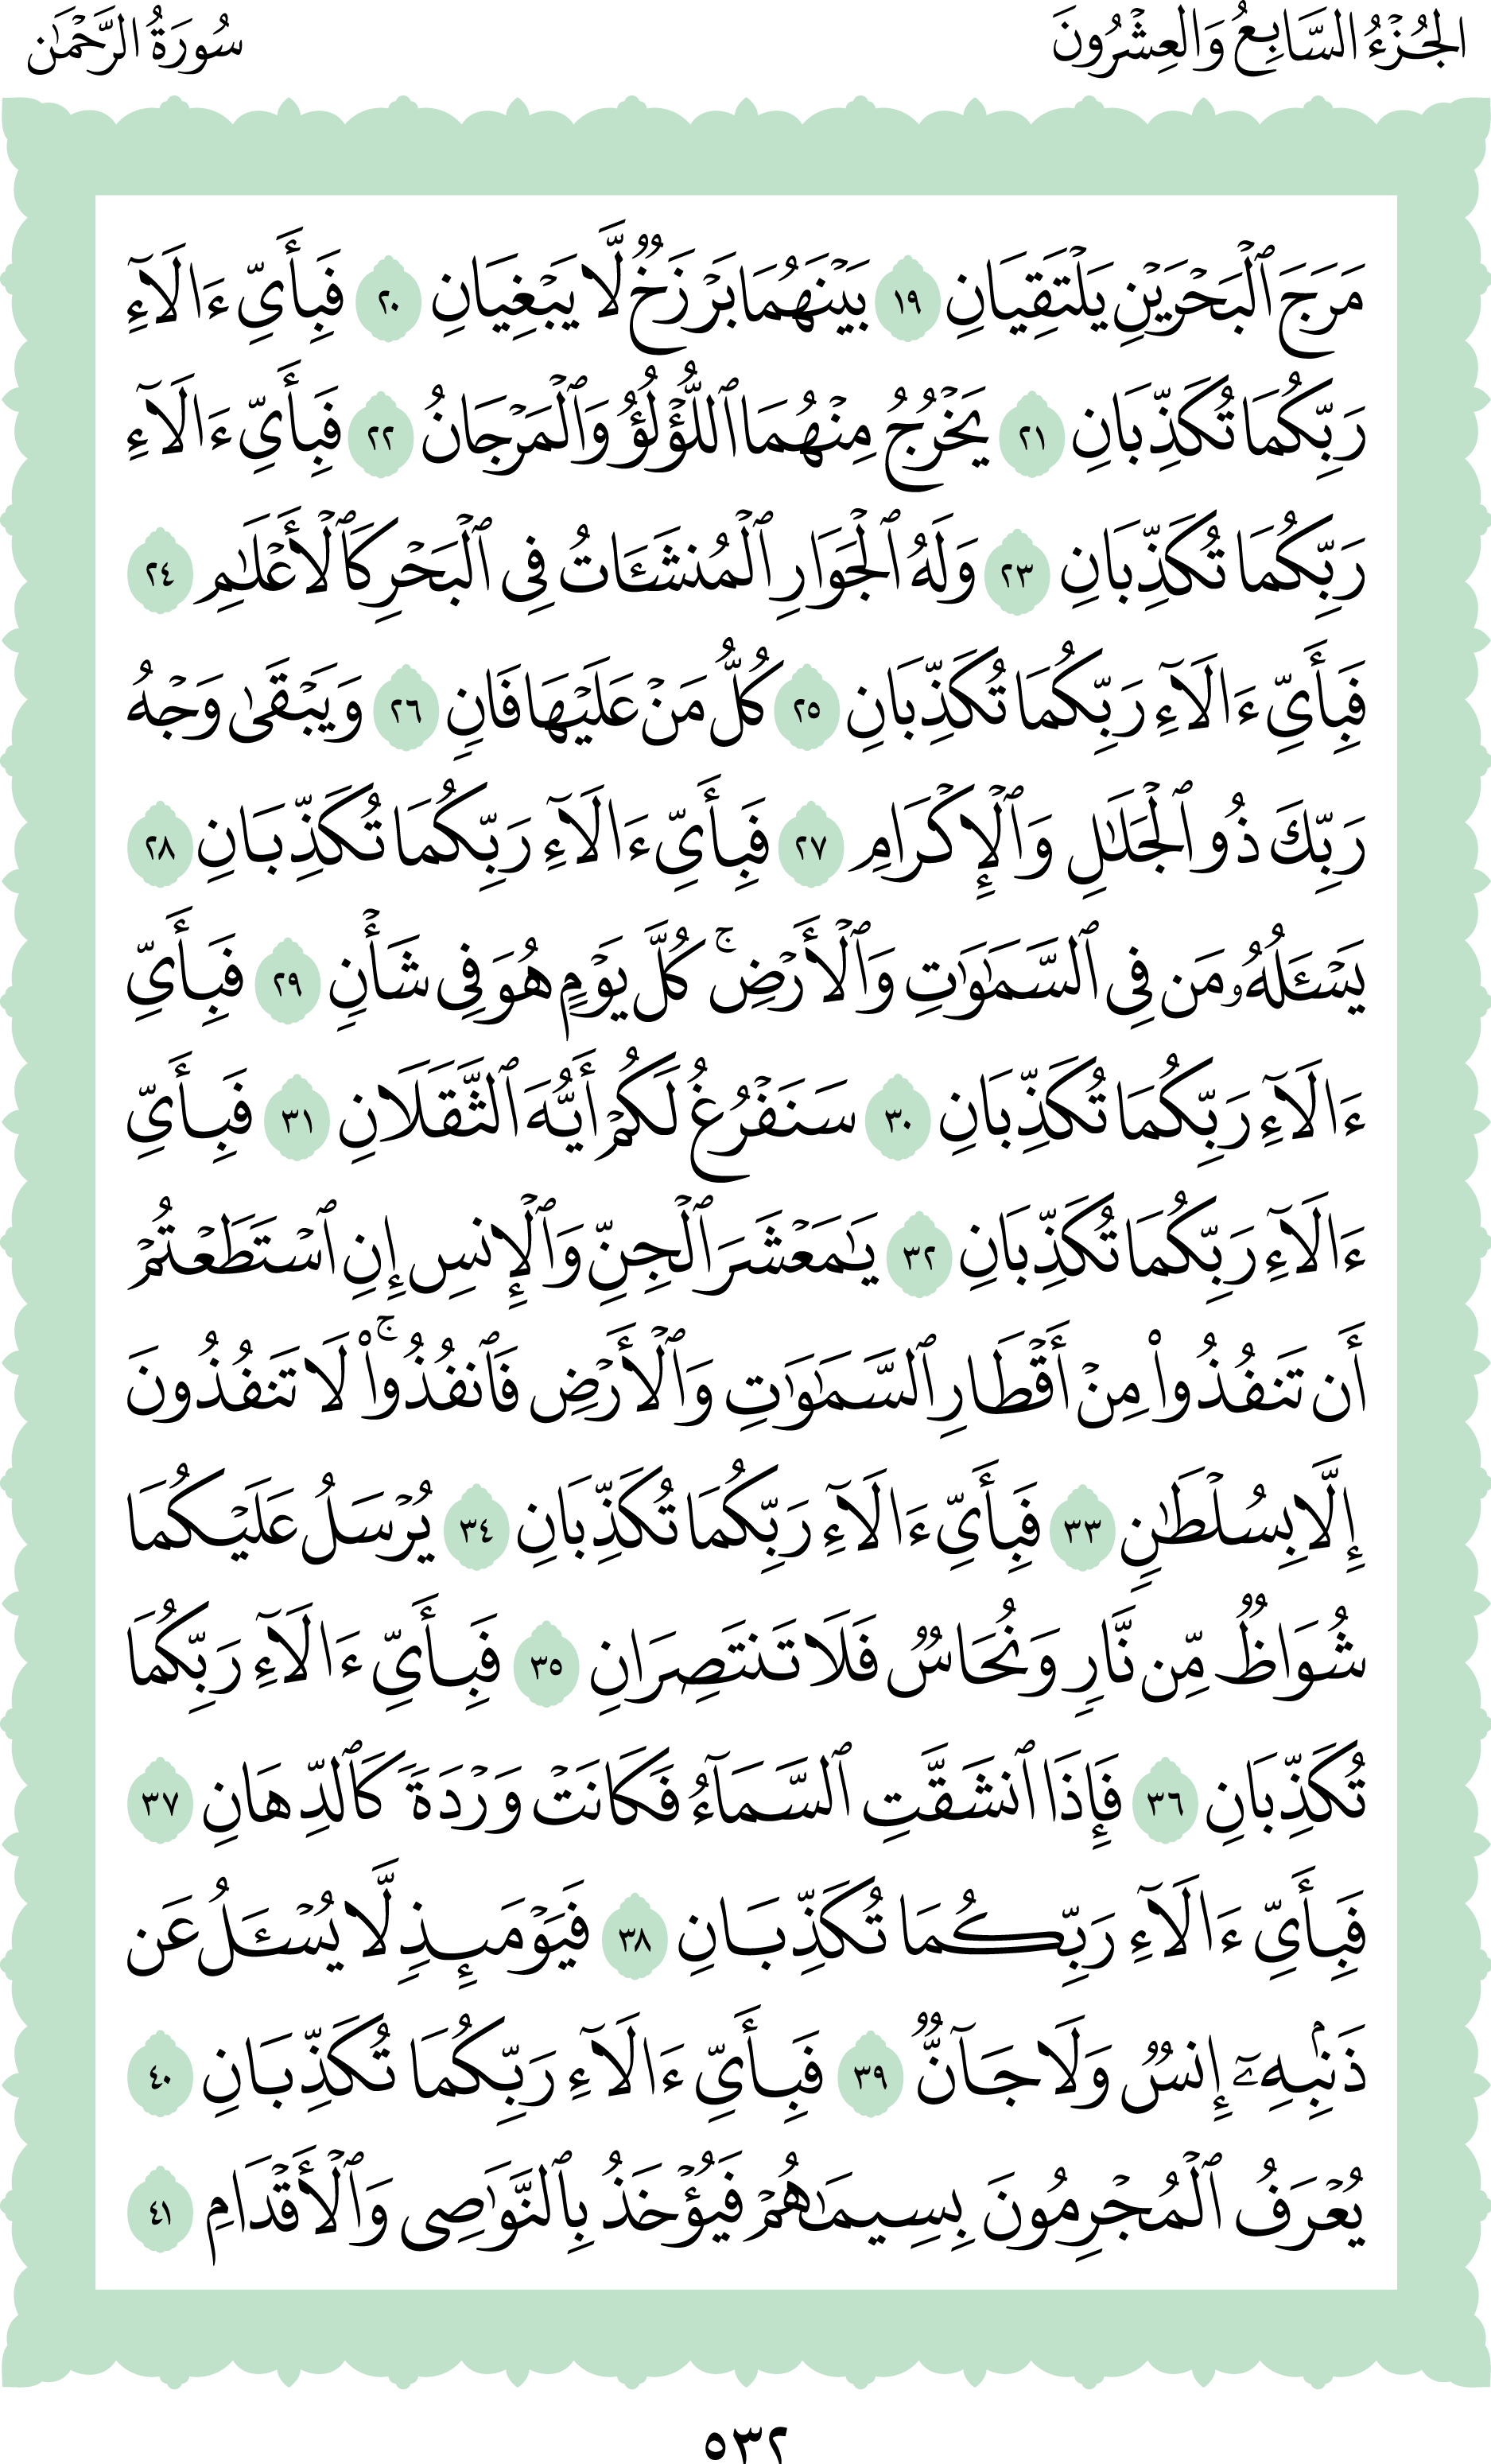 الجُزْءُ السَّابِعُ وَالعِشْرُونَ
سُورَةُ الرَّحْمَٰن
مَرَجَ ٱلْبَحْرَيْنِ يَلْتَقِيَانِ ١٩ بَيْنَهُمَا بَرْزَخٌ لَّا يَبْغِيَانِ ٢٠ فَبِأَيِّ ءَالَآءِ
رَبِّكُمَا تُكَذِّبَانِ ٢١ يَخْرُجُ مِنْهُمَا ٱللُّؤْلُؤُ وَٱلْمَرْجَانُ ٢٢ فَبِأَيِّ ءَالَآءِ
رَبِّكُمَا تُكَذِّبَانِ ٢٣ وَلَهُ ٱلْجَوَارِ ٱلْمُنشَـَٔاتُ فِى ٱلْبَحْرِ كَٱلْأَعْلَٰمِ ٢٤
فَبِأَيِّ ءَالَآءِ رَبِّكُمَا تُكَذِّبَانِ ٢٥ كُلُّ مَنْ عَلَيْهَا فَانٍ ٢٦ وَيَبْقَىٰ وَجْهُ
رَبِّكَ ذُو ٱلْجَلَٰلِ وَٱلْإِكْرَامِ ٢٧ فَبِأَيِّ ءَالَآءِ رَبِّكُمَا تُكَذِّبَانِ ٢٨
يَسْـَٔلُهُۥ مَن فِى ٱلسَّمَٰوَٰتِ وَٱلْأَرْضِ ۚ كُلَّ يَوْمٍ هُوَ فِى شَأْنٍ ٢٩ فَبِأَيِّ
ءَالَآءِ رَبِّكُمَا تُكَذِّبَانِ ٣٠ سَنَفْرُغُ لَكُمْ أَيُّهَ ٱلثَّقَلَانِ ٣١ فَبِأَيِّ
ءَالَآءِ رَبِّكُمَا تُكَذِّبَانِ ٣٢ يَٰمَعْشَرَ ٱلْجِنِّ وَٱلْإِنسِ إِنِ ٱسْتَطَعْتُمْ
أَن تَنفُذُوا۟ مِنْ أَقْطَارِ ٱلسَّمَٰوَٰتِ وَٱلْأَرْضِ فَٱنفُذُوا۟ ۚ لَا تَنفُذُونَ
إِلَّا بِسُلْطَٰنٍ ٣٣ فَبِأَيِّ ءَالَآءِ رَبِّكُمَا تُكَذِّبَانِ ٣٤ يُرْسَلُ عَلَيْكُمَا
شُوَاظٌ مِّن نَّارٍ وَنُحَاسٌ فَلَا تَنتَصِرَانِ ٣٥ فَبِأَيِّ ءَالَآءِ رَبِّكُمَا
تُكَذِّبَانِ ٣٦ فَإِذَا ٱنشَقَّتِ ٱلسَّمَآءُ فَكَانَتْ وَرْدَةً كَٱلدِّهَانِ ٣٧
فَبِأَيِّ ءَالَآءِ رَبِّكُمَا تُكَذِّبَانِ ٣٨ فَيَوْمَئِذٍ لَّا يُسْـَٔلُ عَن
ذَنۢبِهِۦٓ إِنسٌ وَلَا جَآنٌّ ٣٩ فَبِأَيِّ ءَالَآءِ رَبِّكُمَا تُكَذِّبَانِ ٤٠
يُعْرَفُ ٱلْمُجْرِمُونَ بِسِيمَٰهُمْ فَيُؤْخَذُ بِٱلنَّوَٰصِى وَٱلْأَقْدَامِ ٤١
٥٣٢